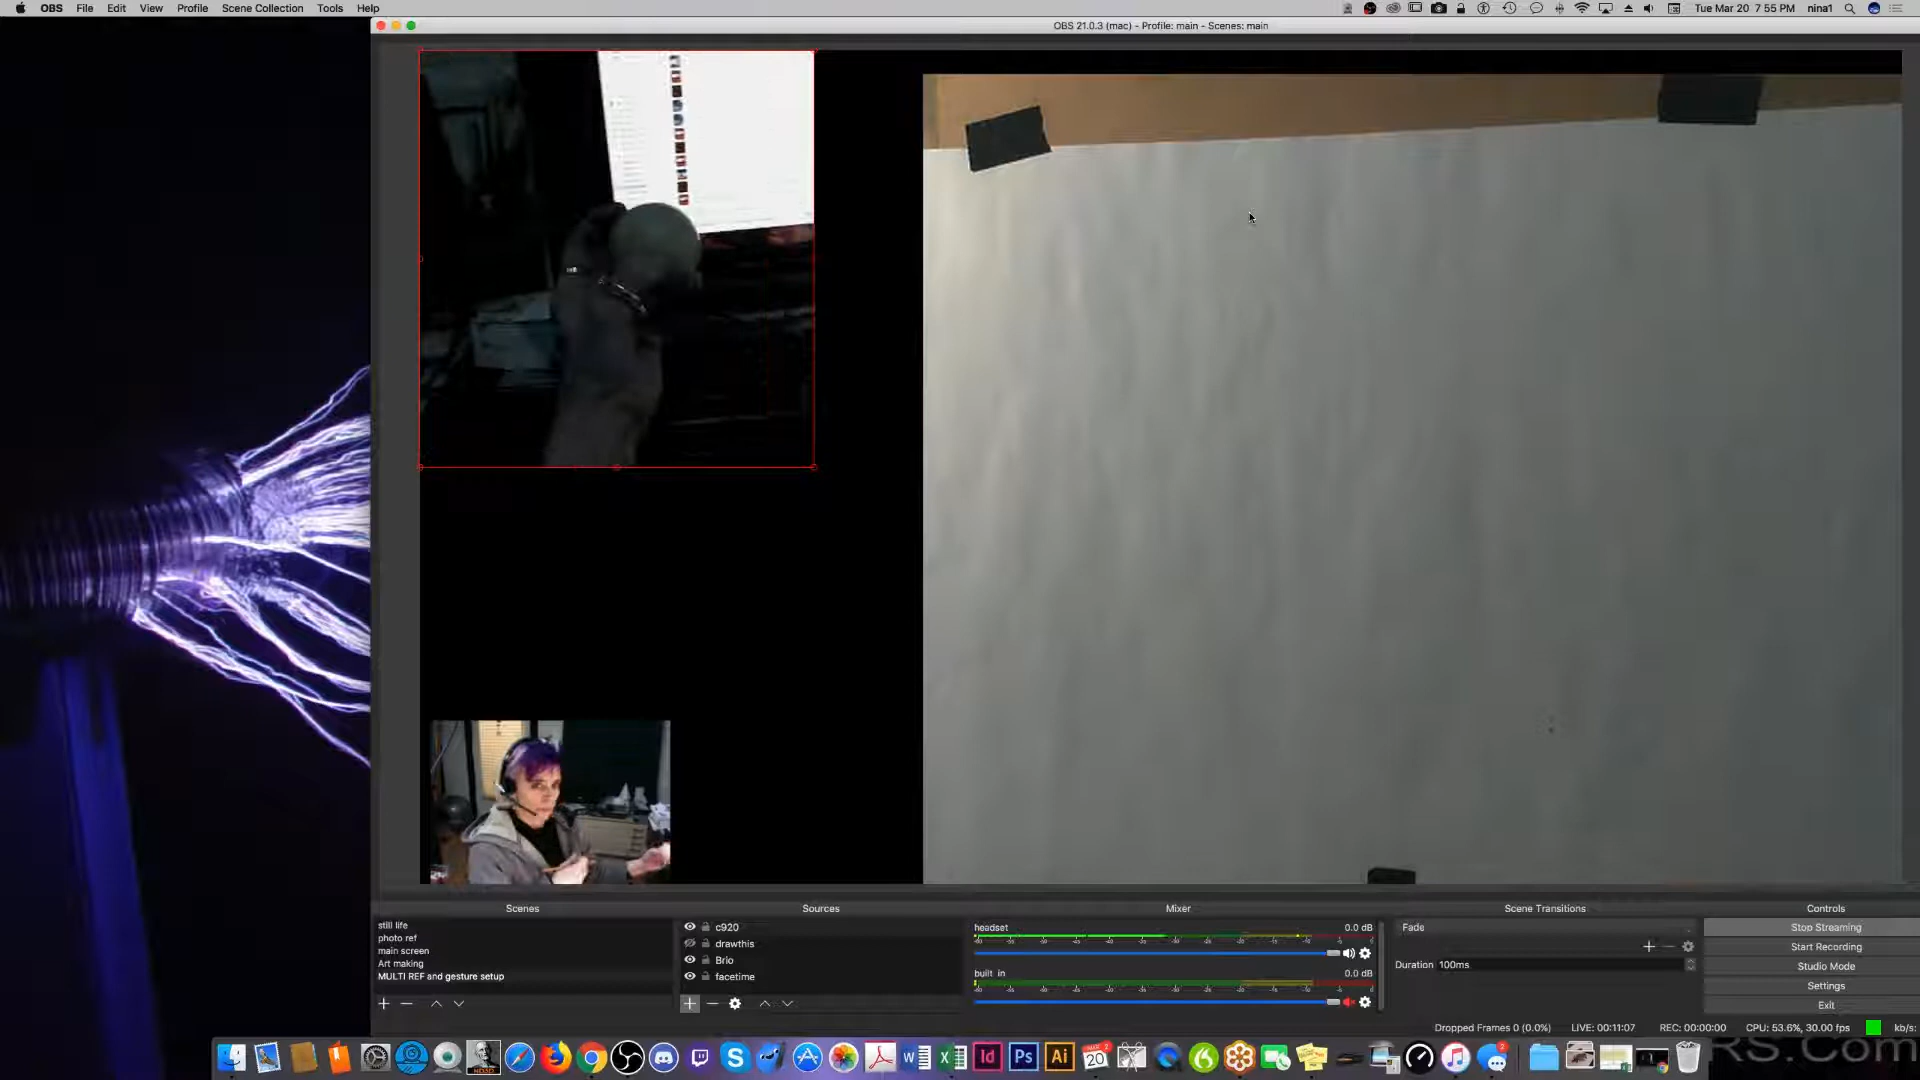 OBS File Edit View Profile Scene Collection Tools Help
Tue Mar 20 7:55 PM nina1
OBS 21.0.3 (mac) - Profile: main - Scenes: main
Scenes
still life
photo ref
main screen
Art making
MULTI REF and gesture setup
Sources
c920
drawthis
Brio
facetime
Mixer
headset 0.0 dB
built in 0.0 dB
Scene Transitions
Fade
Duration 100ms
Controls
Stop Streaming
Start Recording
Studio Mode
Settings
Exit
Dropped Frames 0 (0.0%) LIVE: 00:11:07 REC: 00:00:00 CPU: 53.6%, 30.00 fps kb/s:
RS.Com